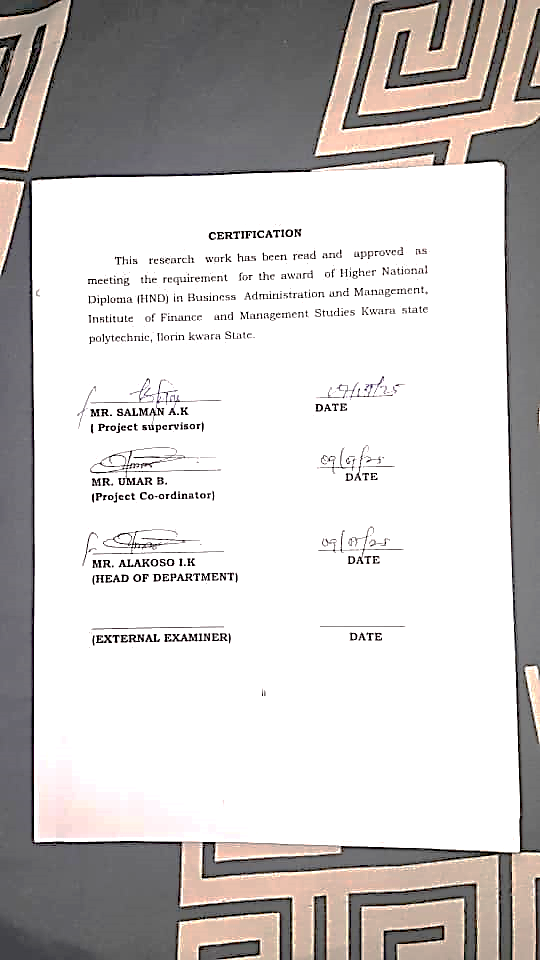 CERTIFICATION
This research work has been read and approved as
meeting the requirement for the award of Higher National
Diploma (HND) in Business Administration and Management,
Institute of Finance and Management Studies Kwara state
polytechnic, Ilorin kwara State.
MR. SALMAN A.K
DATE
( Project supervisor)
09/09/25
MR. UMAR B.
DATE
(Project Co-ordinator)
MR. ALAKOSO I.K
DATE
(HEAD OF DEPARTMENT)
(EXTERNAL EXAMINER)
DATE
ii